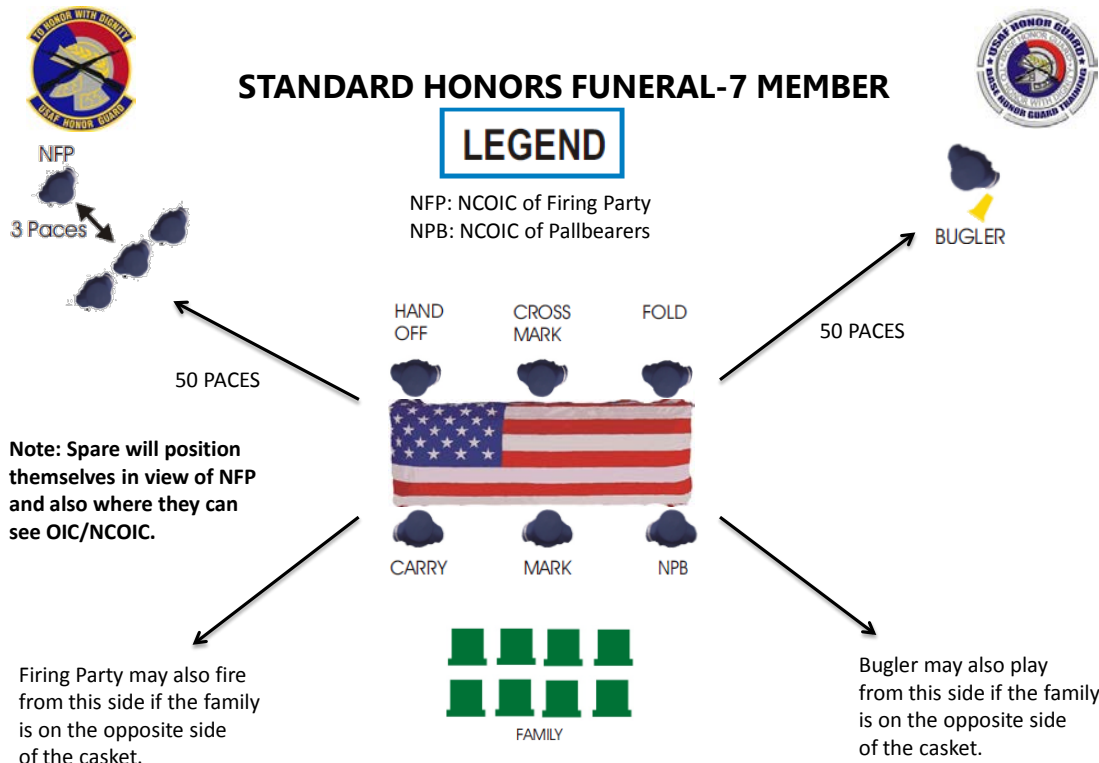 TO HONOR WITH DIGNITY
USAF HONOR GUARD
USAF HONOR GUARD
BASE HONOR GUARD TRAINING
STANDARD HONORS FUNERAL-7 MEMBER
LEGEND
NFP: NCOIC of Firing Party
NPB: NCOIC of Pallbearers
NFP
3 Paces
BUGLER
HAND
OFF
CROSS
MARK
FOLD
50 PACES
50 PACES
Note: Spare will position
themselves in view of NFP
and also where they can
see OIC/NCOIC.
CARRY
MARK
NPB
Firing Party may also fire
from this side if the family
is on the opposite side
of the casket.
FAMILY
Bugler may also play
from this side if the family
is on the opposite side
of the casket.